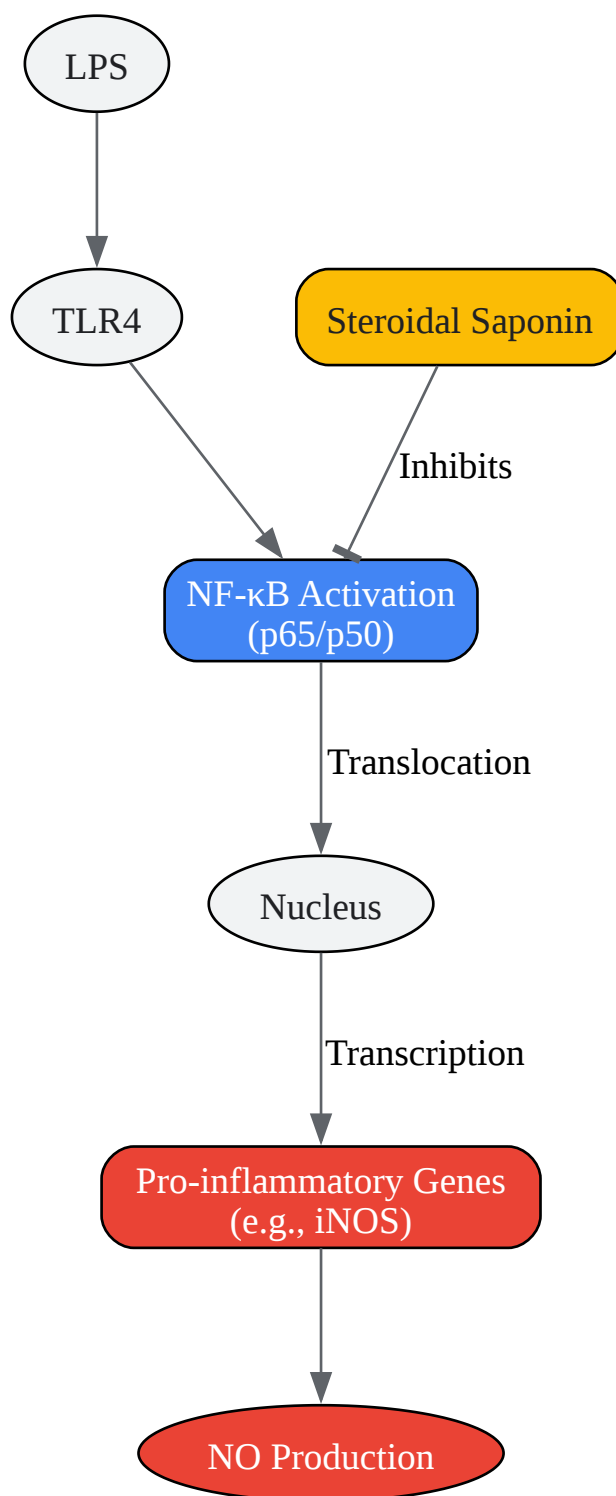 LPS
TLR4
Steroidal Saponin
Inhibits
NF-κB Activation
(p65/p50)
Translocation
Nucleus
Transcription
Pro-inflammatory Genes
(e.g., iNOS)
NO Production